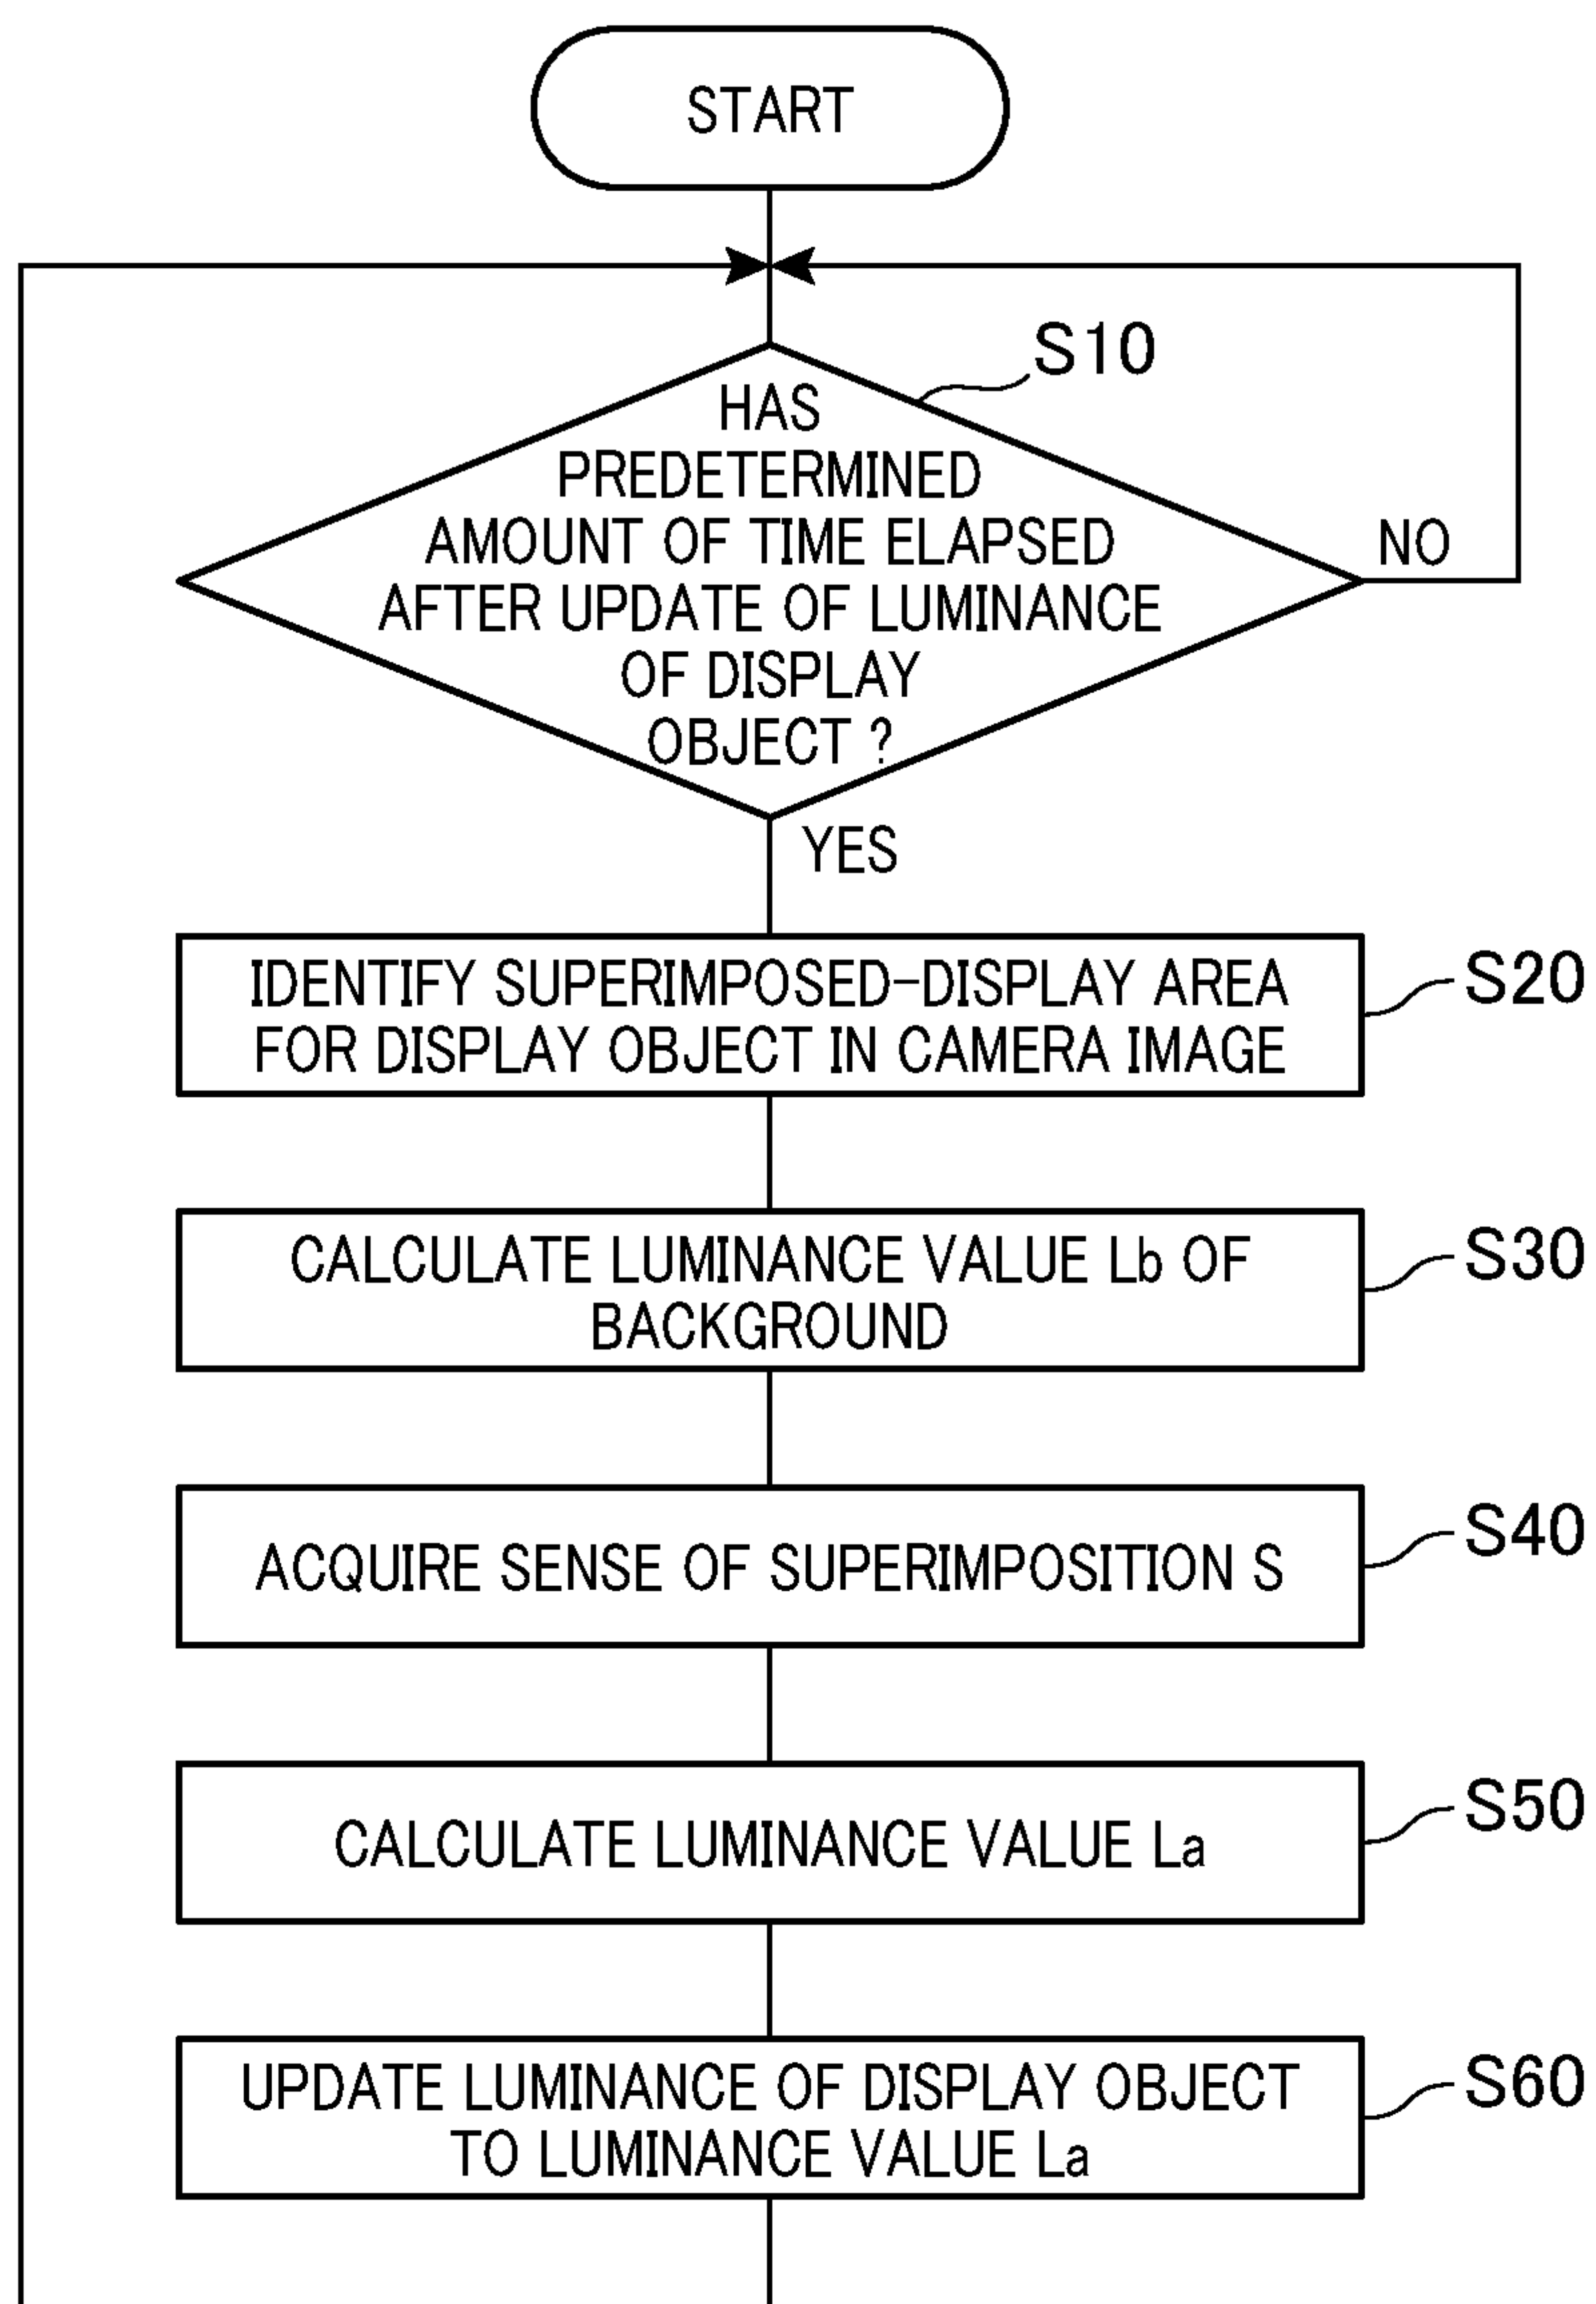 START
S10
HAS
PREDETERMINED
AMOUNT OF TIME ELAPSED
AFTER UPDATE OF LUMINANCE
OF DISPLAY
OBJECT ?
NO
YES
IDENTIFY SUPERIMPOSED-DISPLAY AREA
FOR DISPLAY OBJECT IN CAMERA IMAGE
S20
CALCULATE LUMINANCE VALUE Lb OF
BACKGROUND
S30
ACQUIRE SENSE OF SUPERIMPOSITION S
S40
CALCULATE LUMINANCE VALUE La
S50
UPDATE LUMINANCE OF DISPLAY OBJECT
TO LUMINANCE VALUE La
S60